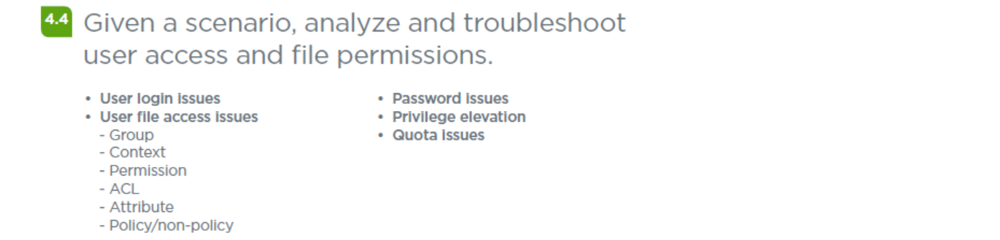 4.4 Given a scenario, analyze and troubleshoot
user access and file permissions.
• User login issues
• User file access issues
- Group
- Context
- Permission
- ACL
- Attribute
- Policy/non-policy
• Password issues
• Privilege elevation
• Quota issues